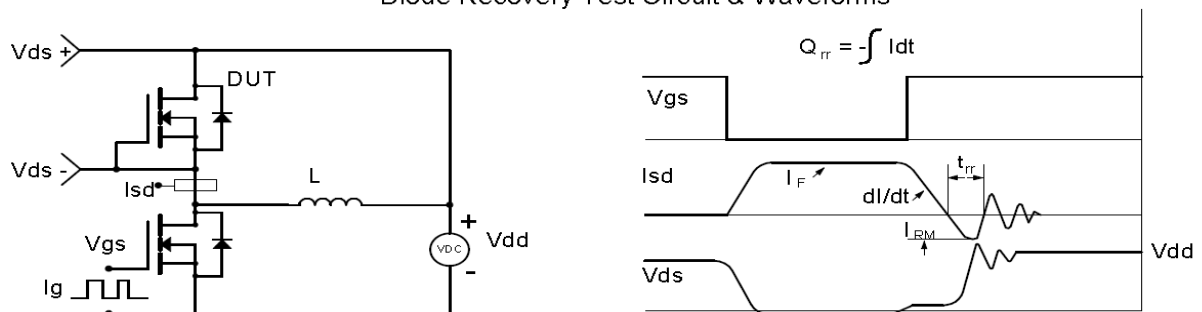 Diode Recovery Test Circuit & Waveforms
Vds +
DUT
Vds -
Isd
L
Vgs
Ig
+
VDC
-
Vdd
Q rr = -∫ Idt
Vgs
Isd
I F
dI/dt
t rr
I RM
Vdd
Vds